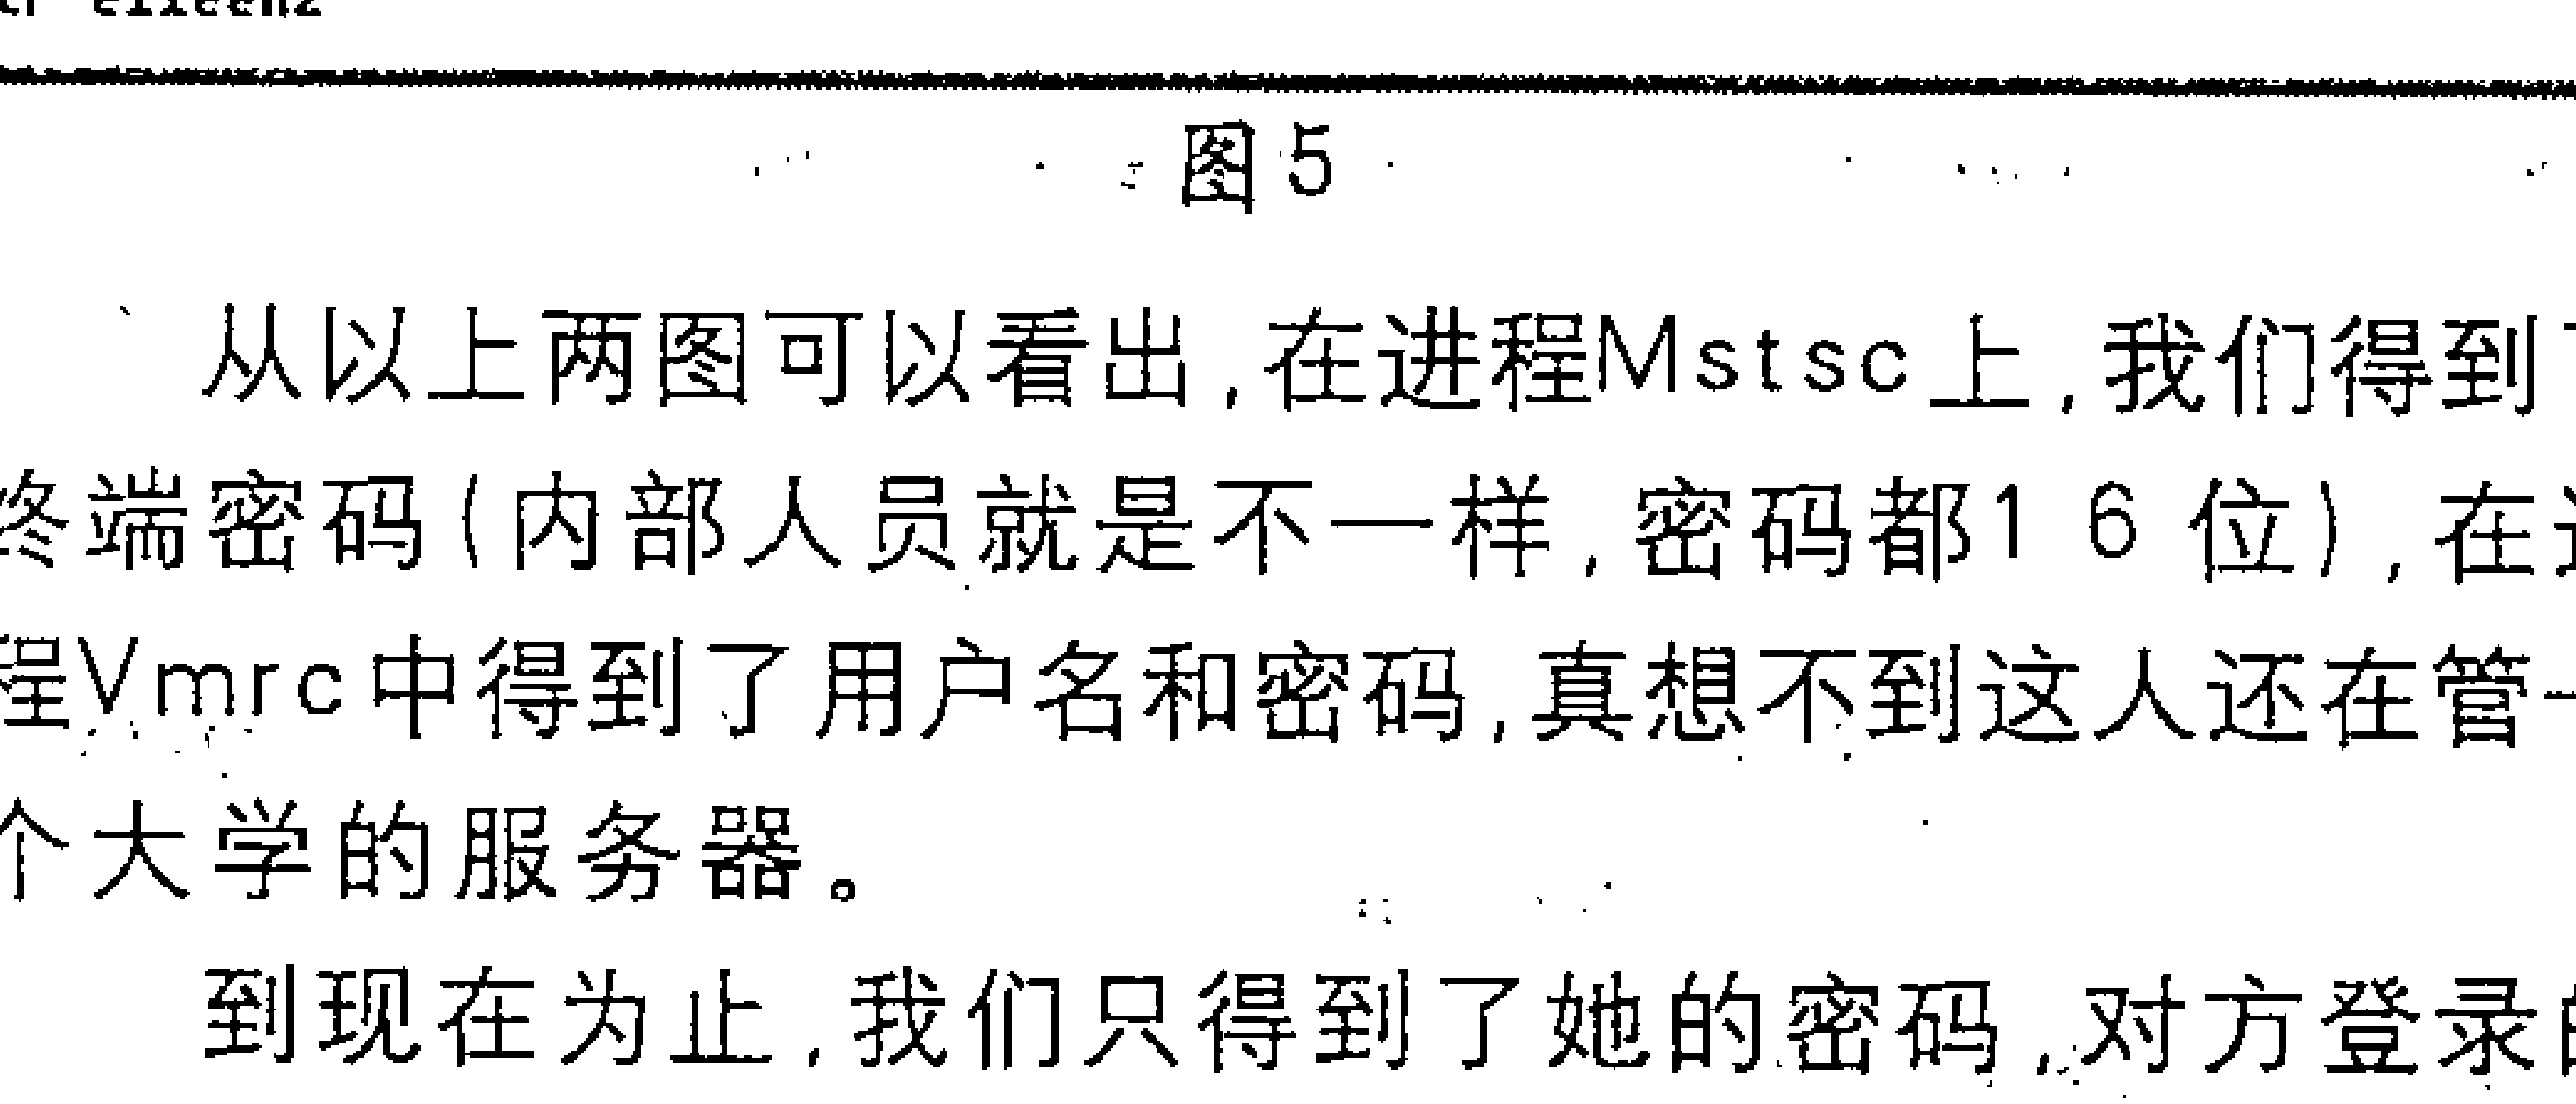 图5
从以上两图可以看出,在进程Mstsc上,我们得到
终端密码(内部人员就是不一样,密码都16位),在
程Vmrc中得到了用户名和密码,真想不到这人还在管一
个大学的服务器。
到现在为止,我们只得到了她的密码,对方登录的